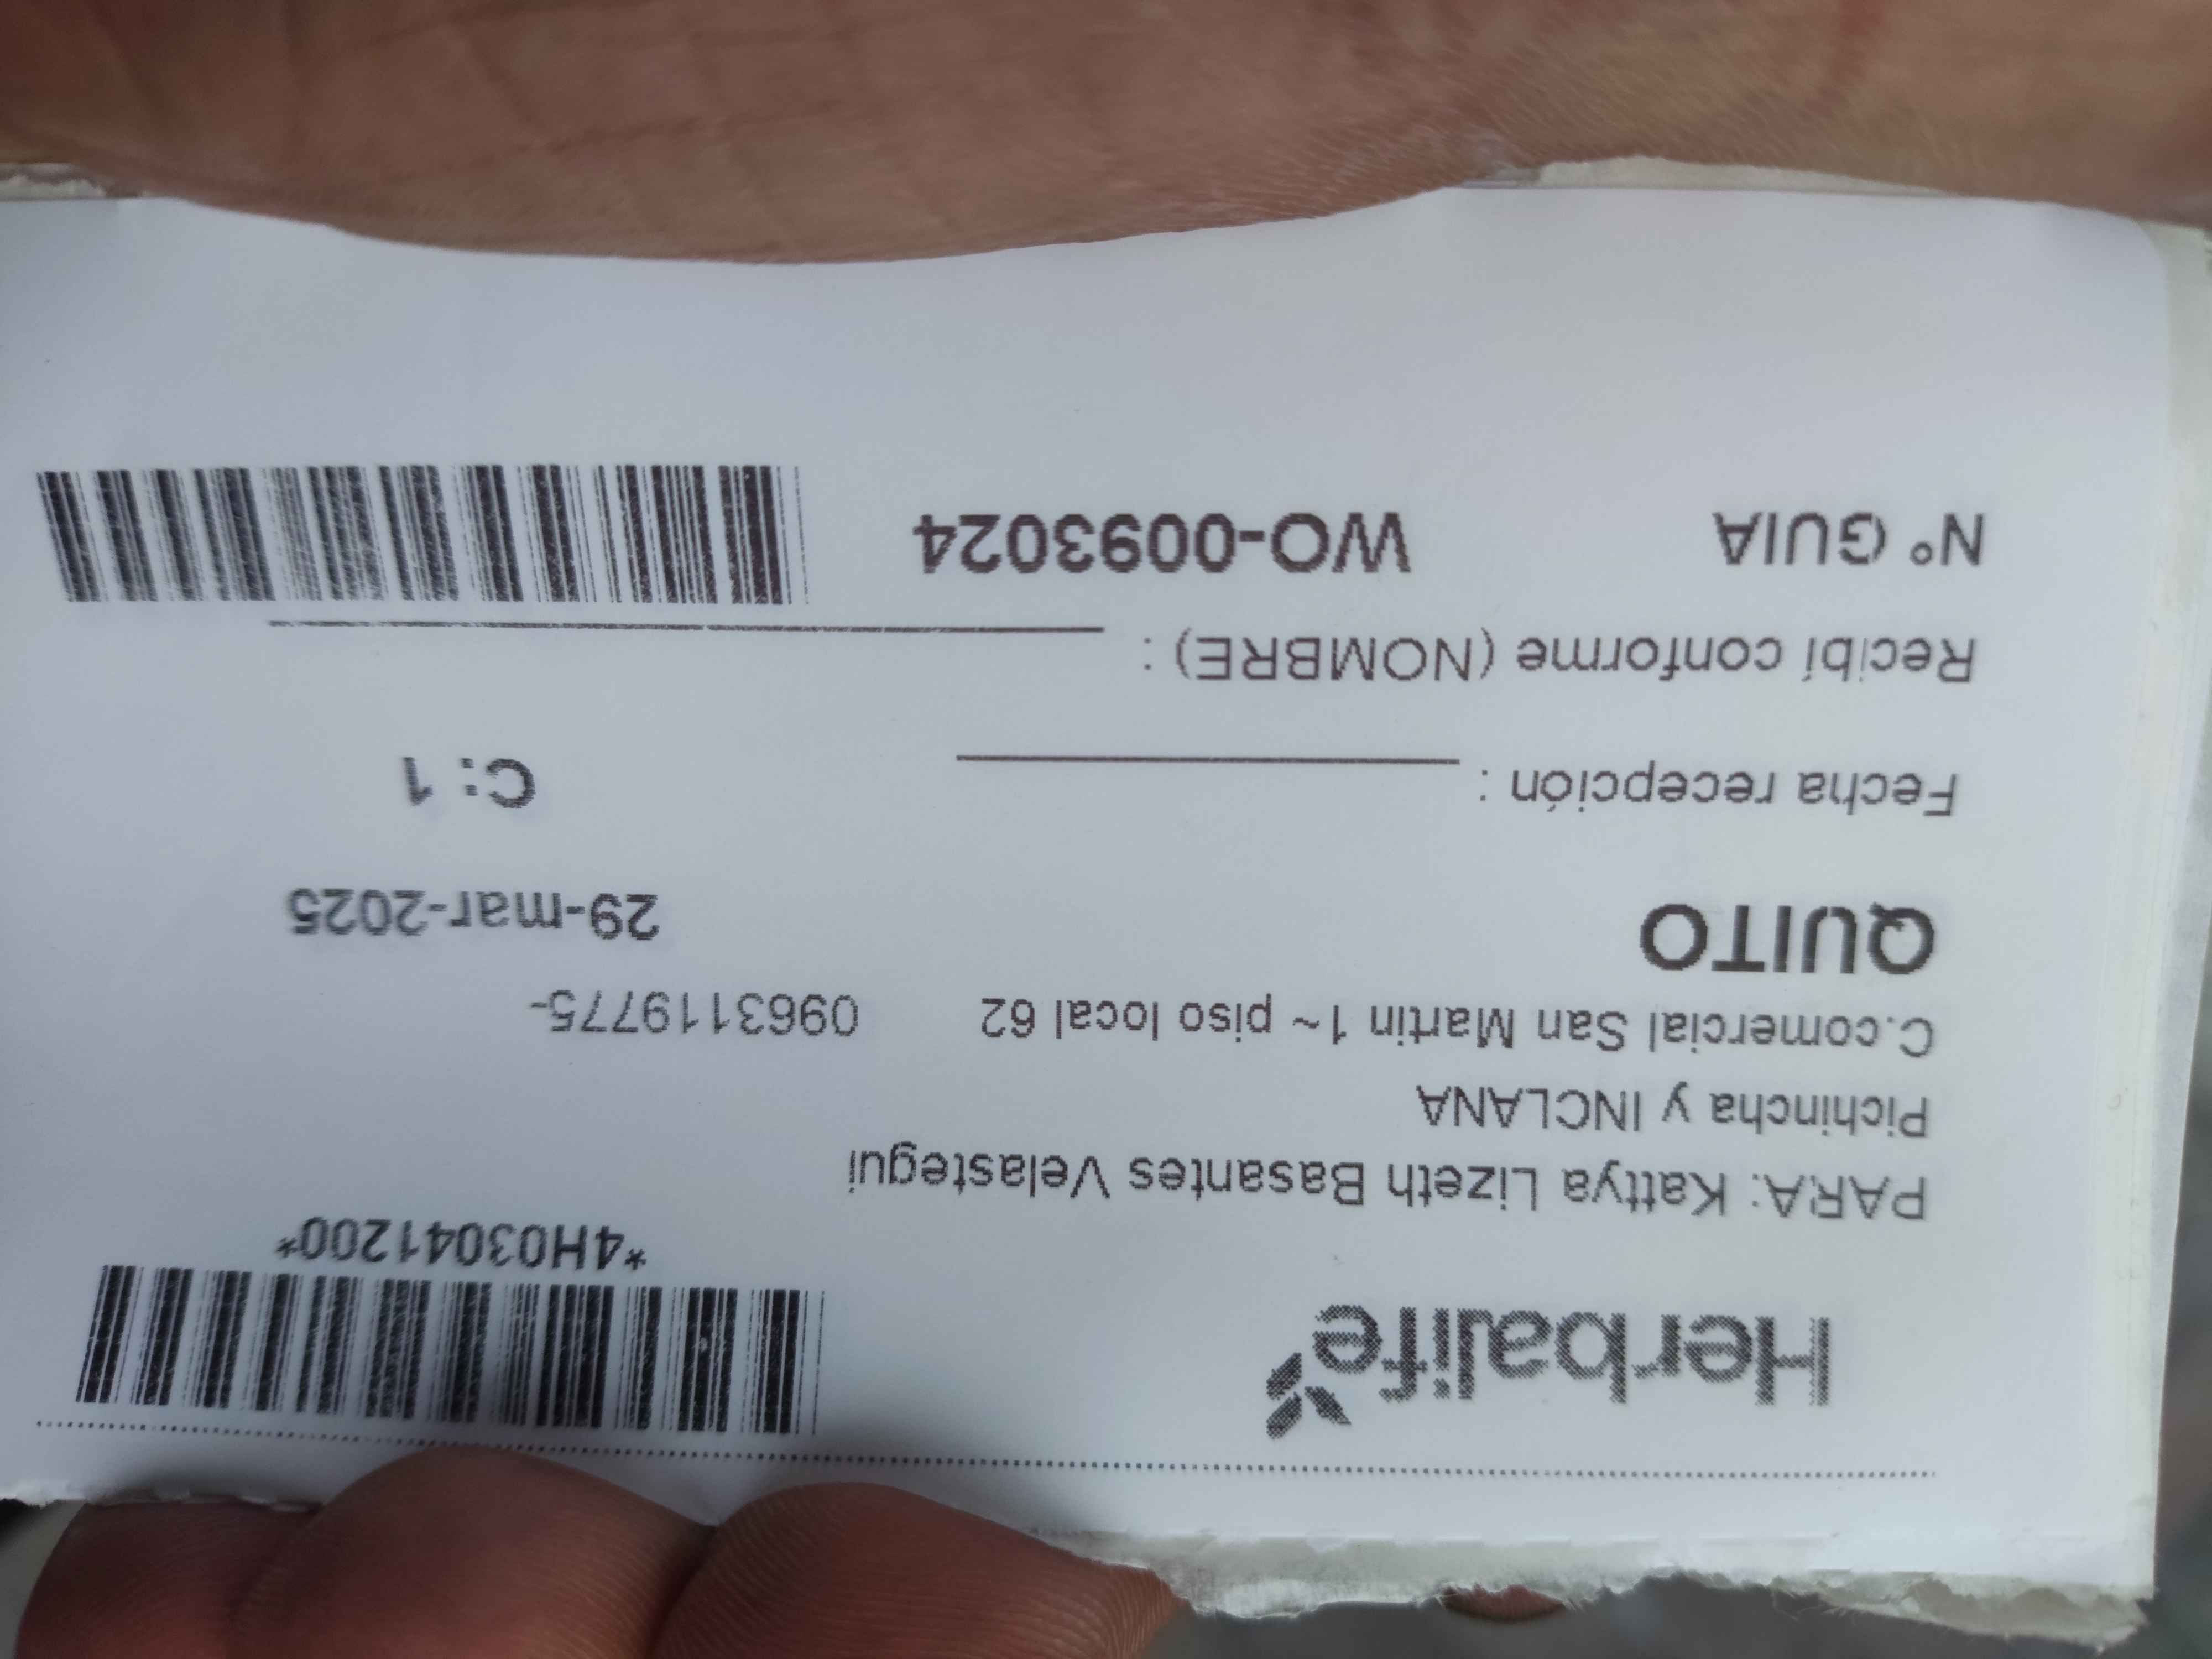 Herbalife
*4H03041200*
PARA: Kattya Lizeth Basantes Velastegui
Pichincha y INCLANA
C.comercial San Martin 1~ piso local 62 0963119775-
QUITO 29-mar-2025
Fecha recepción : C: 1
Recibí conforme (NOMBRE) :
N° GUIA WO-0093024